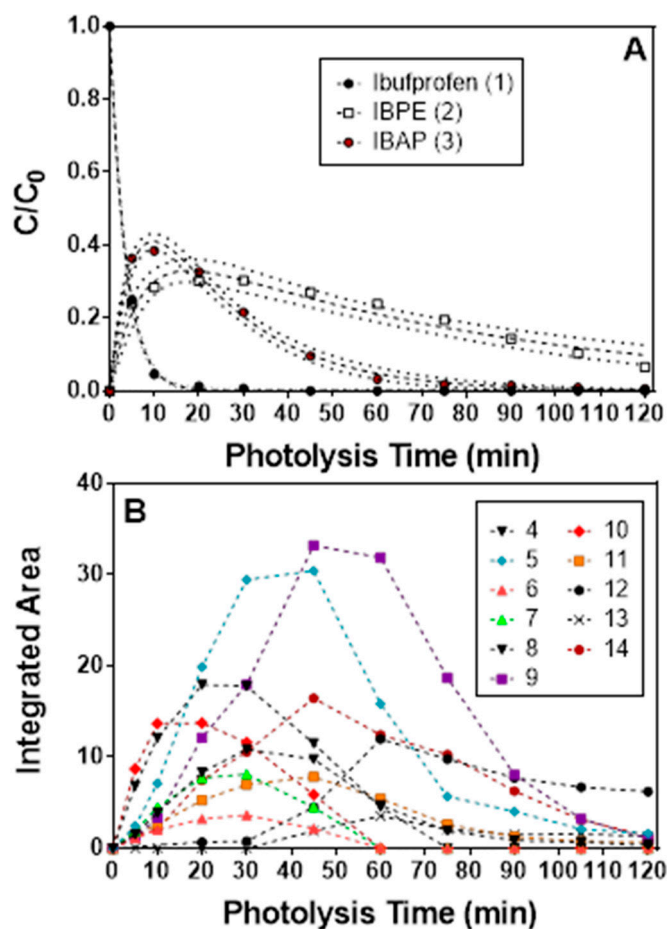 A
1.0
0.8
0.6
0.4
0.2
0.0
C/C0
Ibufprofen (1)
IBPE (2)
IBAP (3)
0 10 20 30 40 50 60 70 80 90 100 110 120
Photolysis Time (min)
B
40
30
20
10
0
Integrated Area
4 10
5 11
6 12
7 13
8 14
9
0 10 20 30 40 50 60 70 80 90 100 110 120
Photolysis Time (min)